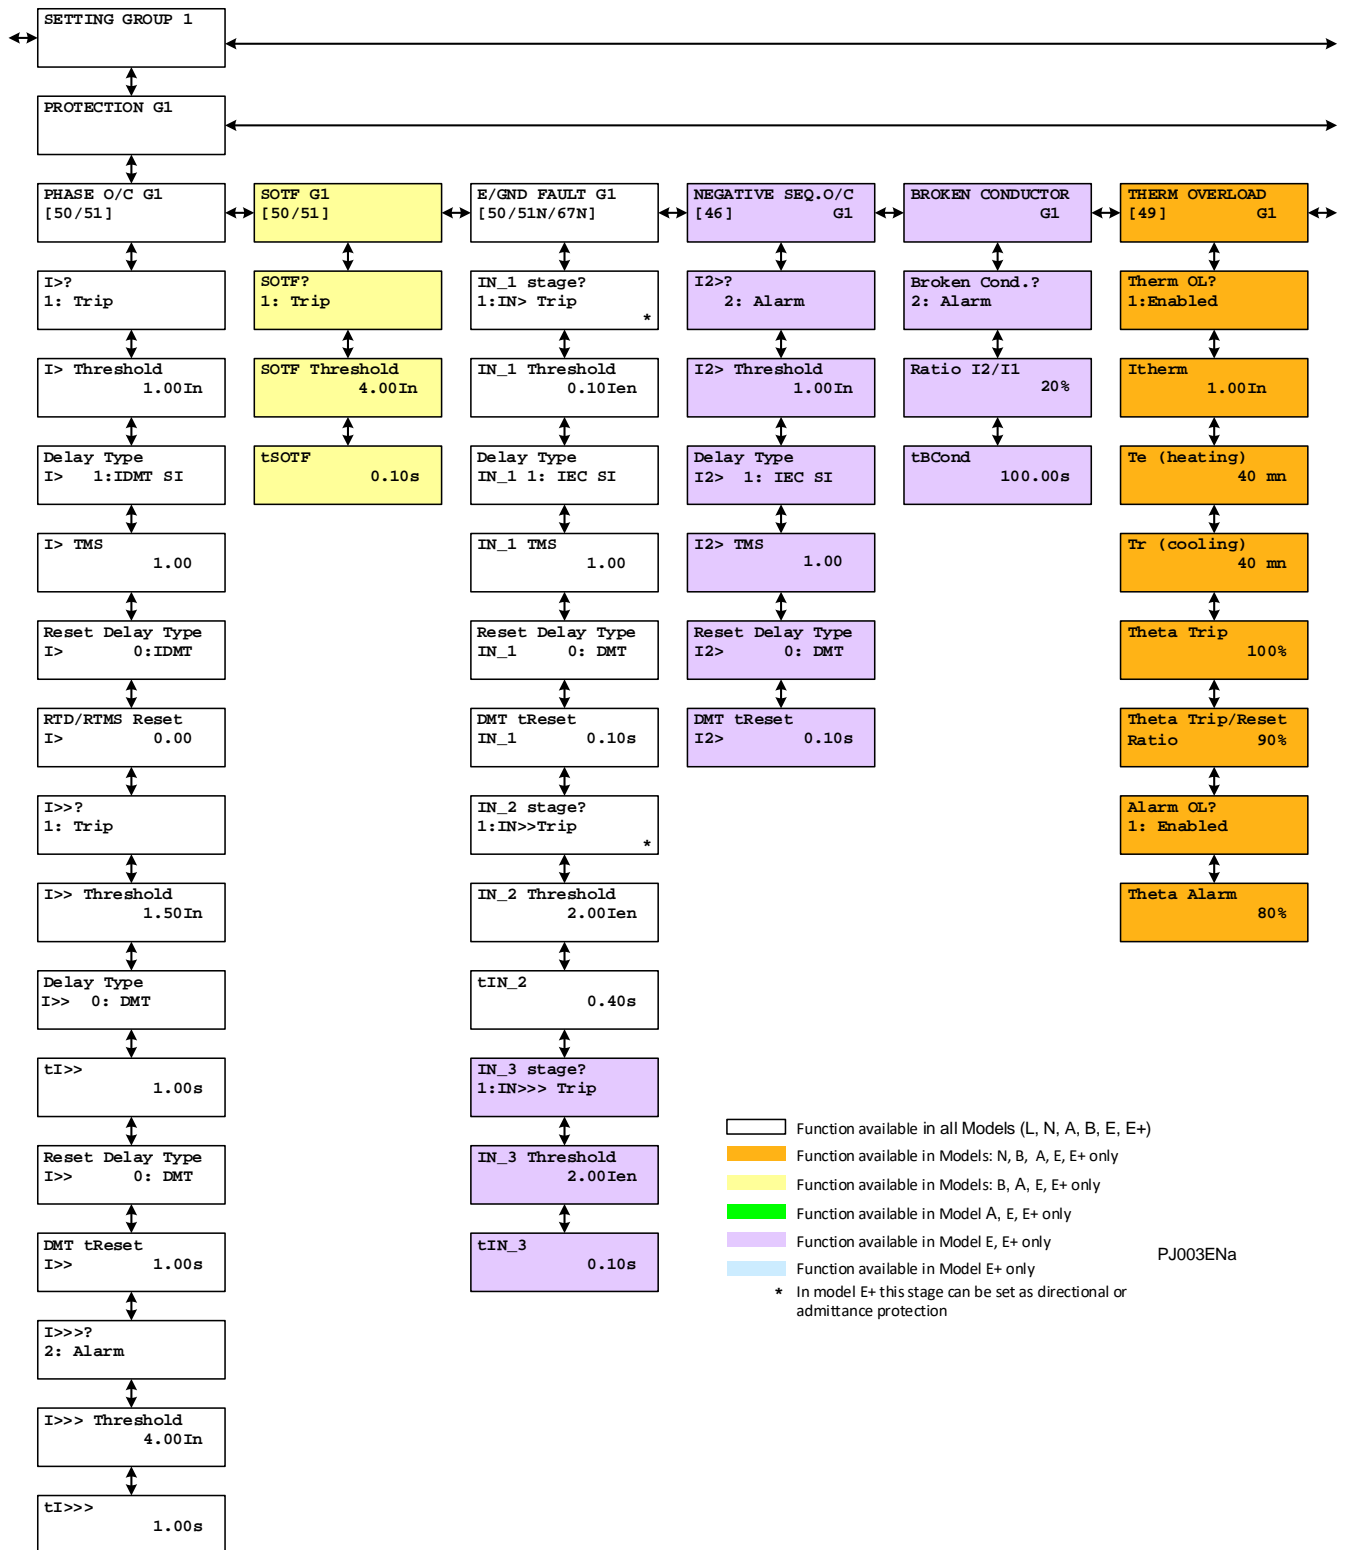 SETTING GROUP 1
PROTECTION G1
PHASE O/C G1
[50/51]
I>?
1: Trip
I> Threshold
1.00In
Delay Type
I> 1:IDMT SI
I> TMS
1.00
Reset Delay Type
I> 0:IDMT
RTD/RTMS Reset
I> 0.00
I>>?
1: Trip
I>> Threshold
1.50In
Delay Type
I>> 0: DMT
tI>>
1.00s
Reset Delay Type
I>> 0: DMT
DMT tReset
I>> 1.00s
I>>>?
2: Alarm
I>>> Threshold
4.00In
tI>>>
1.00s
SOTF G1
[50/51]
SOTF?
1: Trip
SOTF Threshold
4.00In
tSOTF
0.10s
E/GND FAULT G1
[50/51N/67N]
IN_1 stage?
1:IN> Trip
*
IN_1 Threshold
0.10Ien
Delay Type
IN_1 1: IEC SI
IN_1 TMS
1.00
Reset Delay Type
IN_1 0: DMT
DMT tReset
IN_1 0.10s
IN_2 stage?
1:IN>>Trip
*
IN_2 Threshold
2.00Ien
tIN_2
0.40s
IN_3 stage?
1:IN>>> Trip
IN_3 Threshold
2.00Ien
tIN_3
0.10s
NEGATIVE SEQ.O/C
[46] G1
I2>?
2: Alarm
I2> Threshold
1.00In
Delay Type
I2> 1: IEC SI
I2> TMS
1.00
Reset Delay Type
I2> 0: DMT
DMT tReset
I2> 0.10s
BROKEN CONDUCTOR
G1
Broken Cond.?
2: Alarm
Ratio I2/I1
20%
tBCond
100.00s
THERM OVERLOAD
[49] G1
Therm OL?
1:Enabled
Itherm
1.00In
Te (heating)
40 mn
Tr (cooling)
40 mn
Theta Trip
100%
Theta Trip/Reset
Ratio 90%
Alarm OL?
1: Enabled
Theta Alarm
80%
Function available in all Models (L, N, A, B, E, E+)
Function available in Models: N, B, A, E, E+ only
Function available in Models: B, A, E, E+ only
Function available in Model A, E, E+ only
Function available in Model E, E+ only
Function available in Model E+ only
* In model E+ this stage can be set as directional or
admittance protection
PJ003ENa